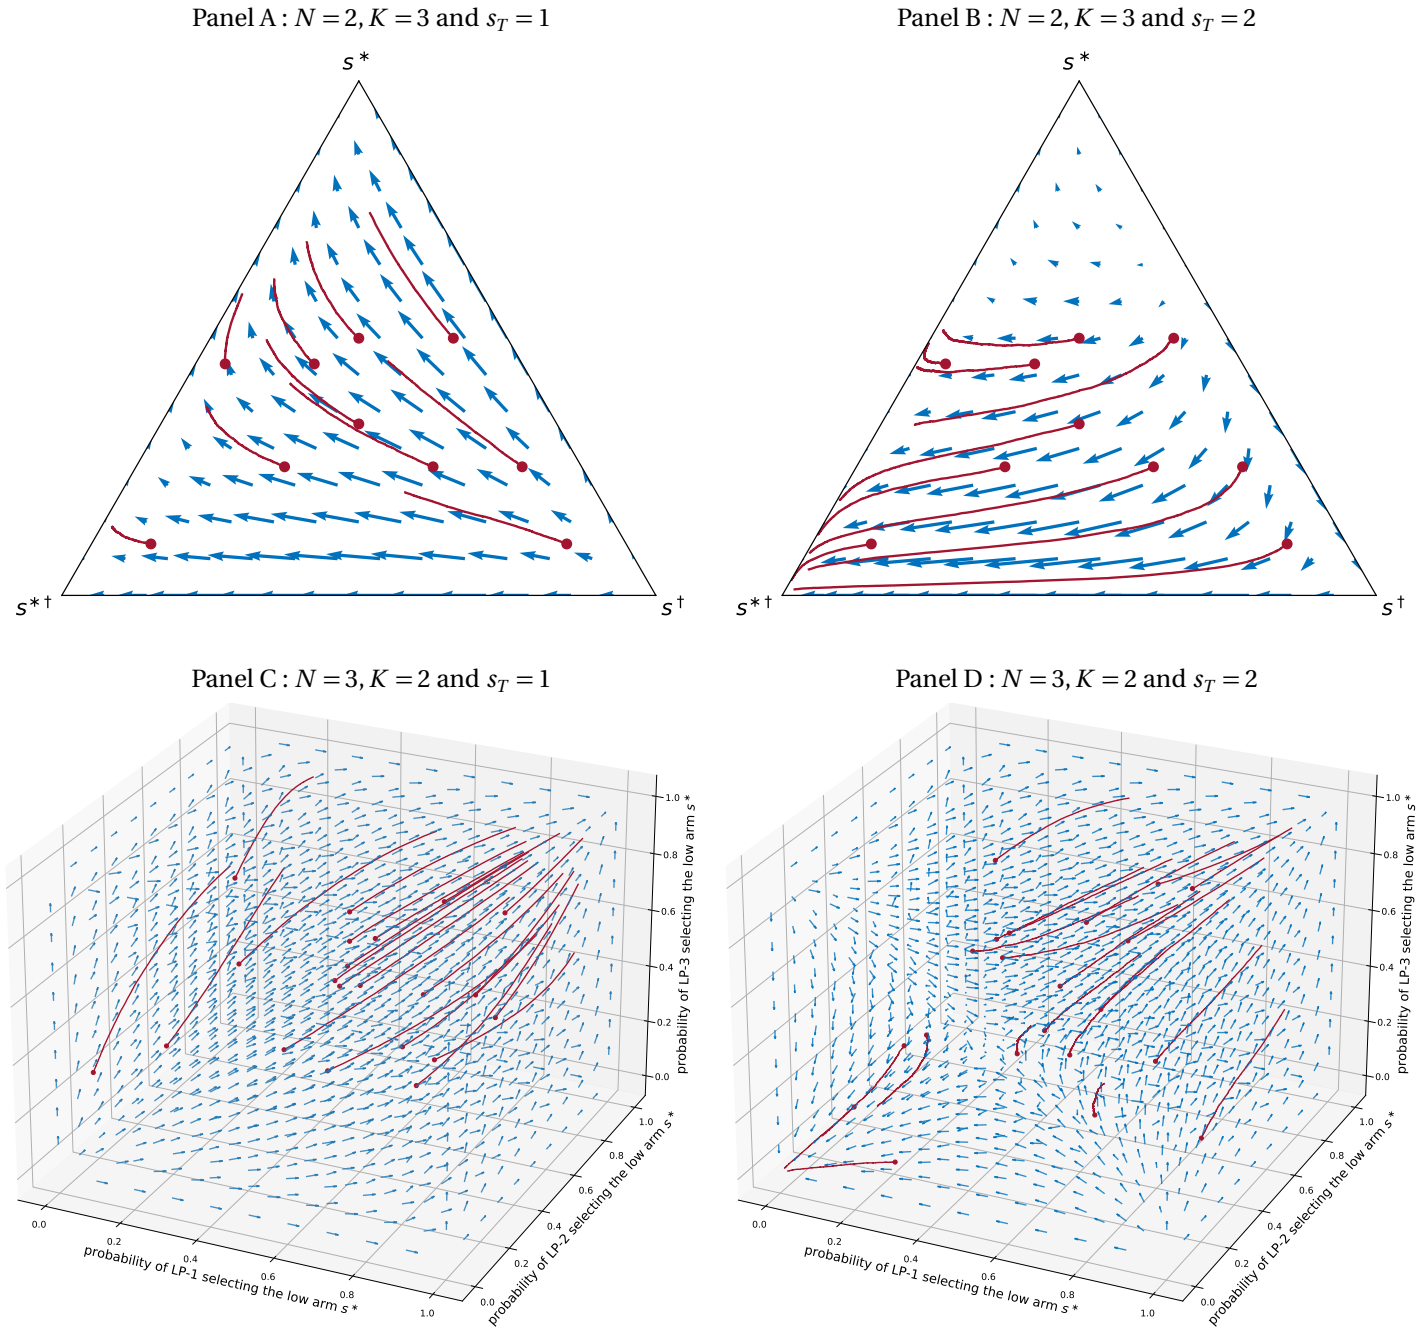 Panel A : N = 2, K = 3 and s_T = 1
s*
s*†
s†
Panel B : N = 2, K = 3 and s_T = 2
s*
s*†
s†
Panel C : N = 3, K = 2 and s_T = 1
1.0
0.8
0.6
0.4
0.2
0.0
probability of LP-3 selecting the low arm s*
0.0
0.2
0.4
0.6
0.8
1.0
probability of LP-1 selecting the low arm s*
0.0
0.2
0.4
0.6
0.8
1.0
probability of LP-2 selecting the low arm s*
Panel D : N = 3, K = 2 and s_T = 2
1.0
0.8
0.6
0.4
0.2
0.0
probability of LP-3 selecting the low arm s*
0.0
0.2
0.4
0.6
0.8
1.0
probability of LP-1 selecting the low arm s*
0.0
0.2
0.4
0.6
0.8
1.0
probability of LP-2 selecting the low arm s*